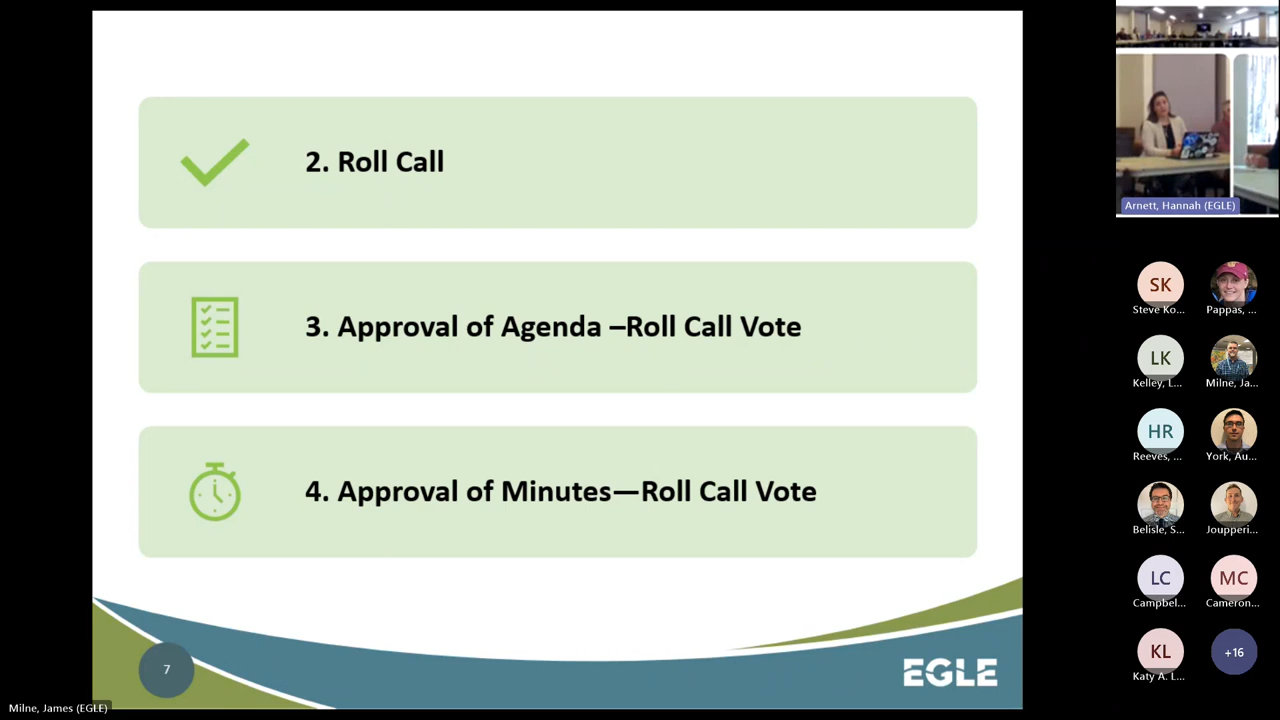 2. Roll Call
3. Approval of Agenda –Roll Call Vote
4. Approval of Minutes—Roll Call Vote
7
EGLE
Milne, James (EGLE)
Arnett, Hannah (EGLE)
SK
Steve Ko...
Pappas, ...
LK
Kelley, L...
Milne, Ja...
HR
Reeves, ...
York, Au...
Belisle, S...
Joupperi...
LC
Campbel...
MC
Cameron...
KL
Katy A. L...
+16